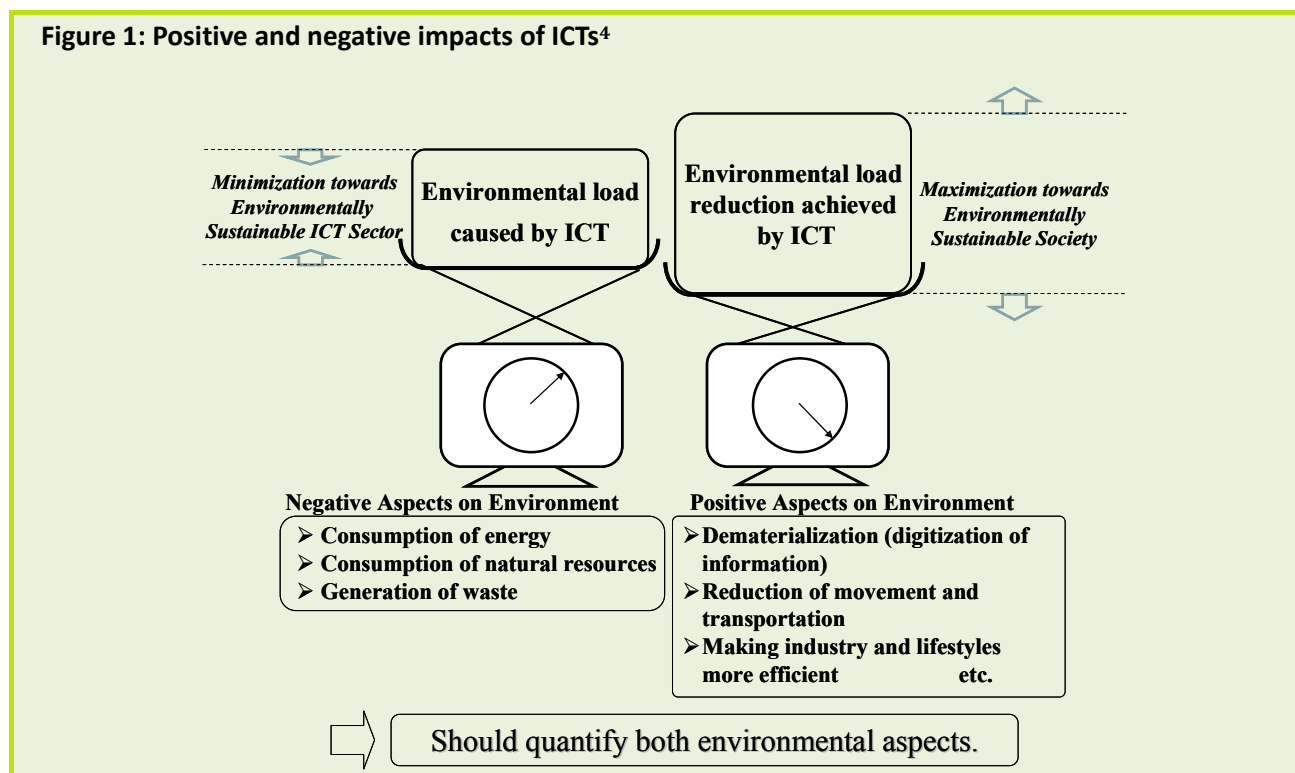 Figure 1: Positive and negative impacts of ICTs⁴
Minimization towards
Environmentally
Sustainable ICT Sector
Environmental load
caused by ICT
Environmental load
reduction achieved
by ICT
Maximization towards
Environmentally
Sustainable Society
Negative Aspects on Environment
➢ Consumption of energy
➢ Consumption of natural resources
➢ Generation of waste
Positive Aspects on Environment
➢Dematerialization (digitization of
information)
➢Reduction of movement and
transportation
➢Making industry and lifestyles
more efficient etc.
Should quantify both environmental aspects.